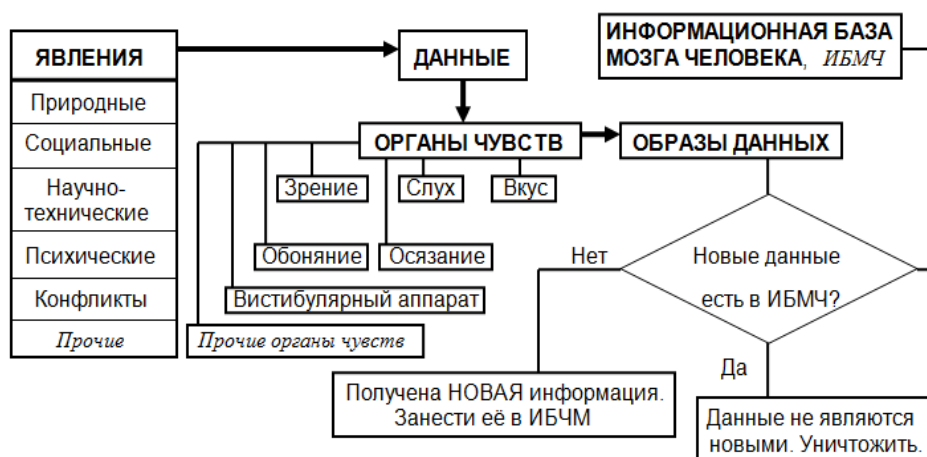 ЯВЛЕНИЯ
Природные
Социальные
Научно-
технические
Психические
Конфликты
Прочие
ДАННЫЕ
ИНФОРМАЦИОННАЯ БАЗА
МОЗГА ЧЕЛОВЕКА, ИБМЧ
ОРГАНЫ ЧУВСТВ
Зрение
Слух
Вкус
Обоняние
Осязание
Вистибулярный аппарат
Прочие органы чувств
ОБРАЗЫ ДАННЫХ
Новые данные
есть в ИБМЧ?
Нет
Получена НОВАЯ информация.
Занести её в ИБЧМ
Да
Данные не являются
новыми. Уничтожить.